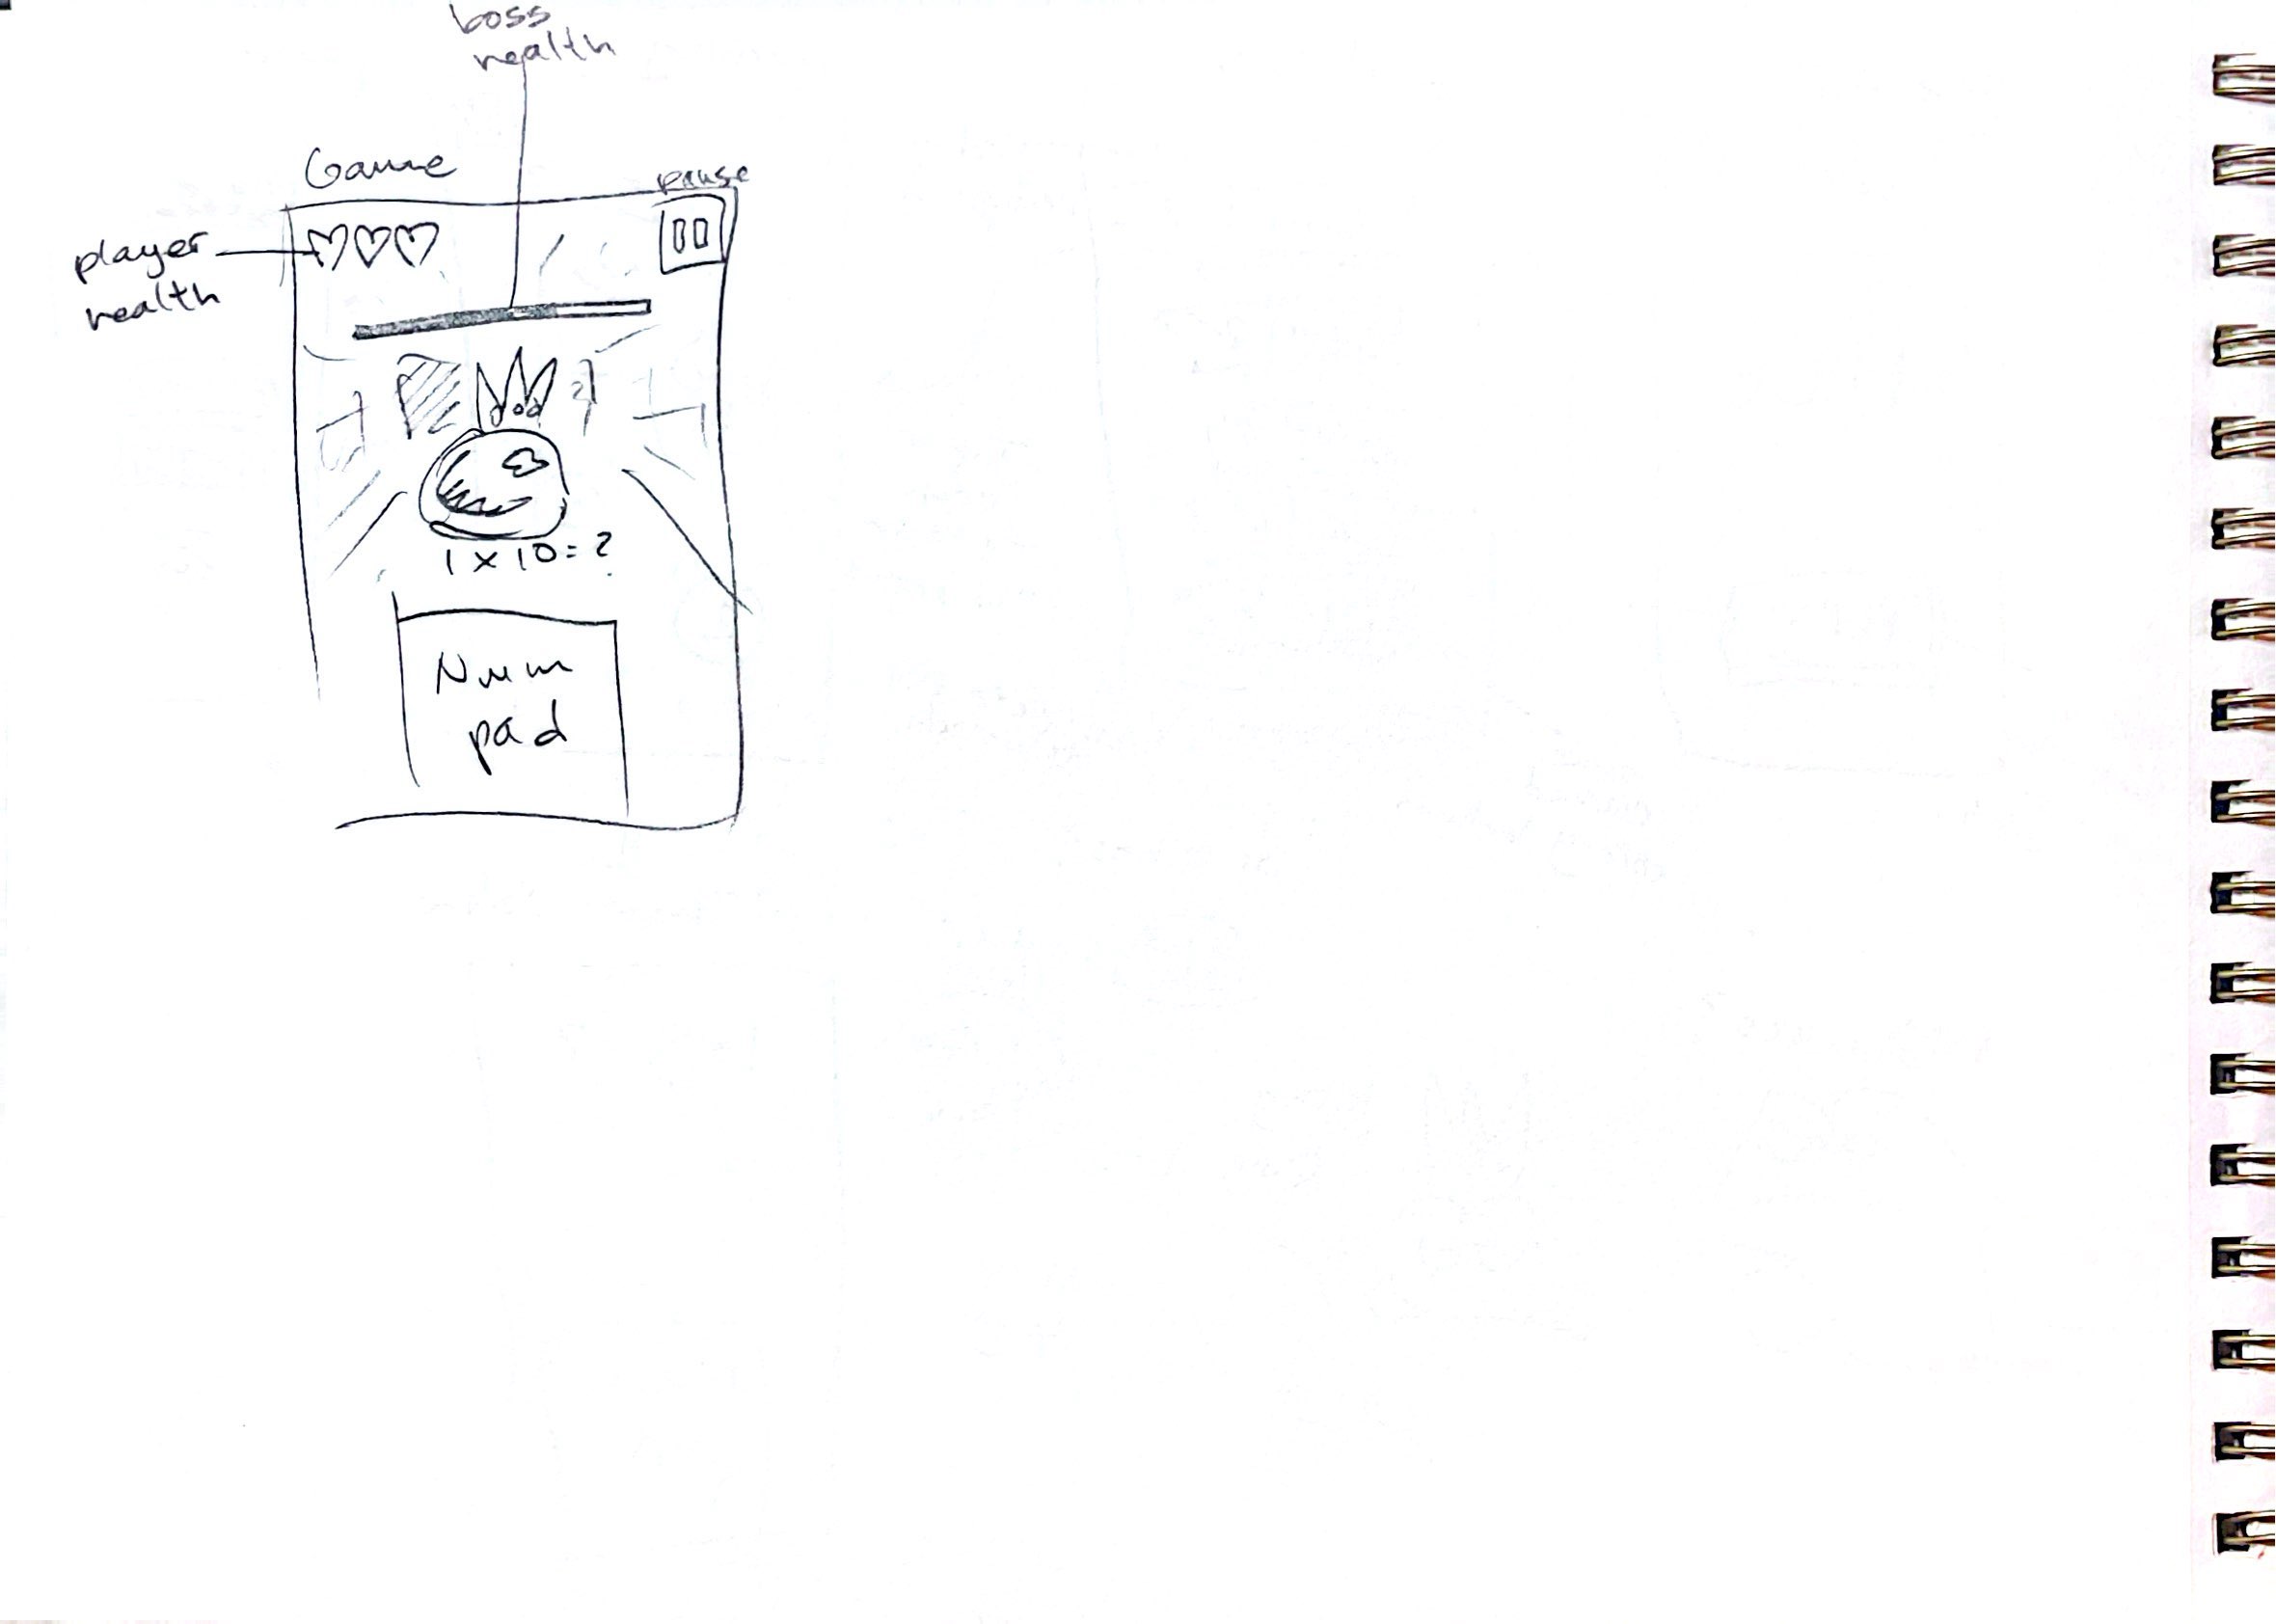 boss
health
Game
pause
player
health
1 x 10 = ?
Num
pad